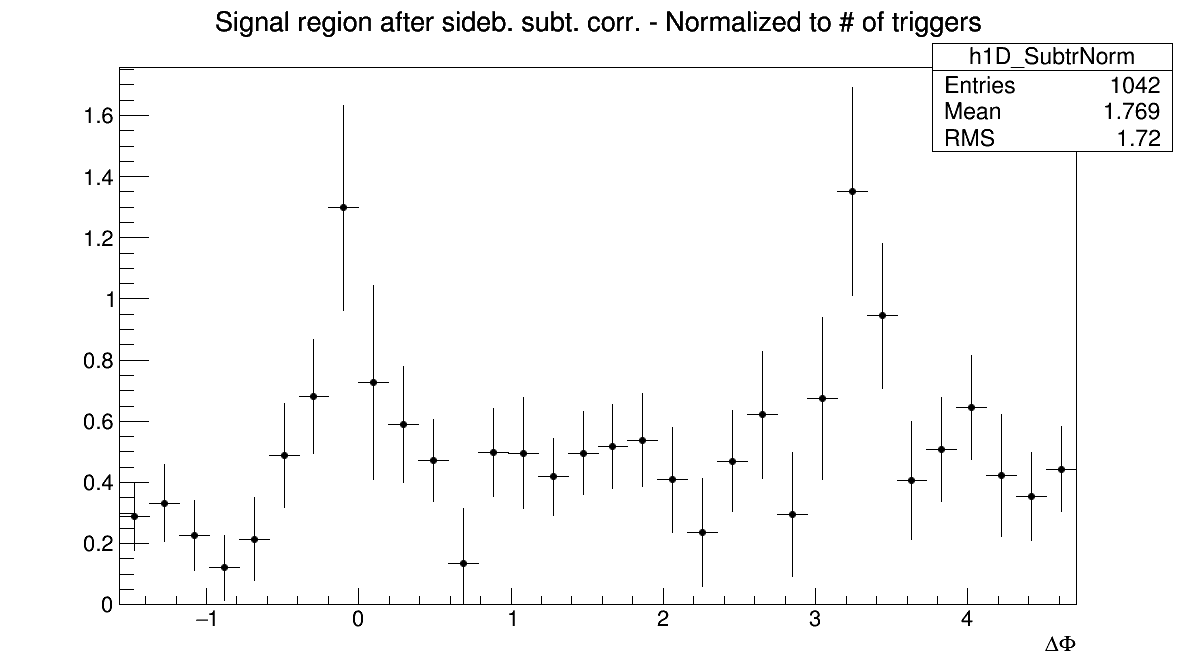 Signal region after sideb. subt. corr. - Normalized to # of triggers
h1D_SubtrNorm
Entries 1042
Mean 1.769
RMS 1.72
1.6
1.4
1.2
1
0.8
0.6
0.4
0.2
0
−1 0 1 2 3 4
ΔΦ